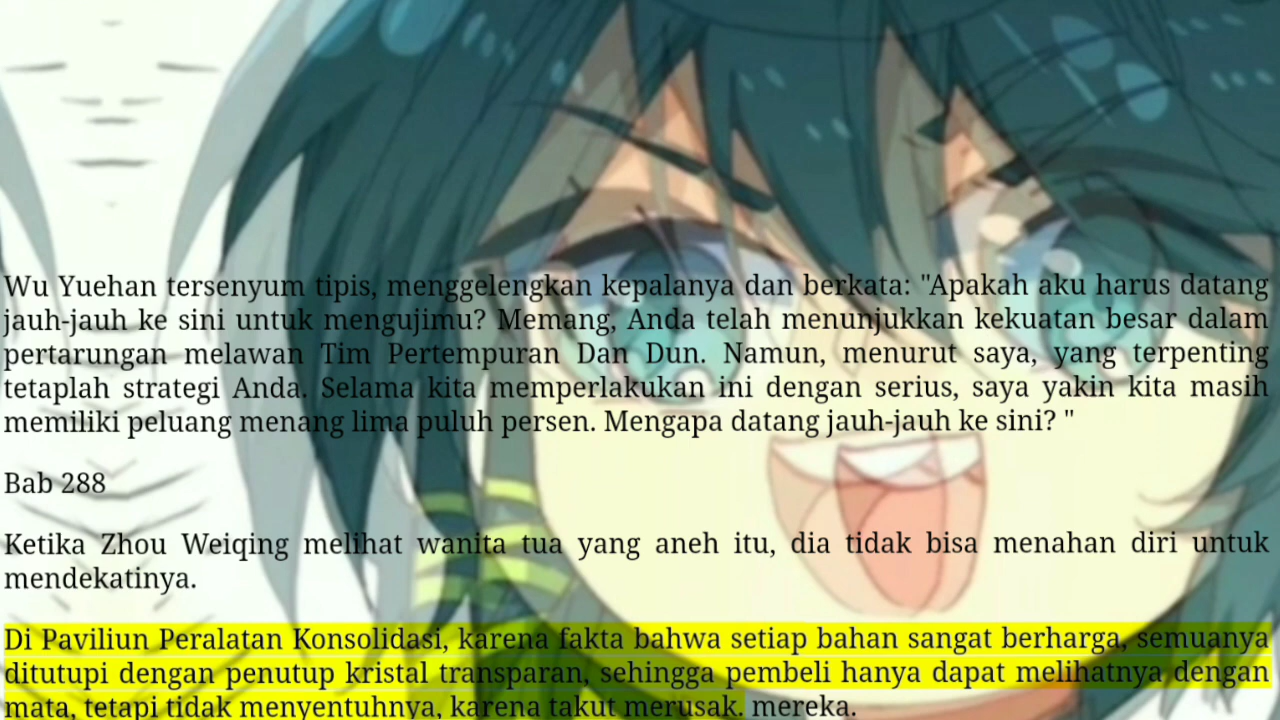 Wu Yuehan tersenyum tipis, menggelengkan kepalanya dan berkata: "Apakah aku harus datang
jauh-jauh ke sini untuk mengujimu? Memang, Anda telah menunjukkan kekuatan besar dalam
pertarungan melawan Tim Pertempuran Dan Dun. Namun, menurut saya, yang terpenting
tetaplah strategi Anda. Selama kita memperlakukan ini dengan serius, saya yakin kita masih
memiliki peluang menang lima puluh persen. Mengapa datang jauh-jauh ke sini? "
Bab 288
Ketika Zhou Weiqing melihat wanita tua yang aneh itu, dia tidak bisa menahan diri untuk
mendekatinya.
Di Paviliun Peralatan Konsolidasi, karena fakta bahwa setiap bahan sangat berharga, semuanya
ditutupi dengan penutup kristal transparan, sehingga pembeli hanya dapat melihatnya dengan
mata, tetapi tidak menyentuhnya, karena takut merusak. mereka.